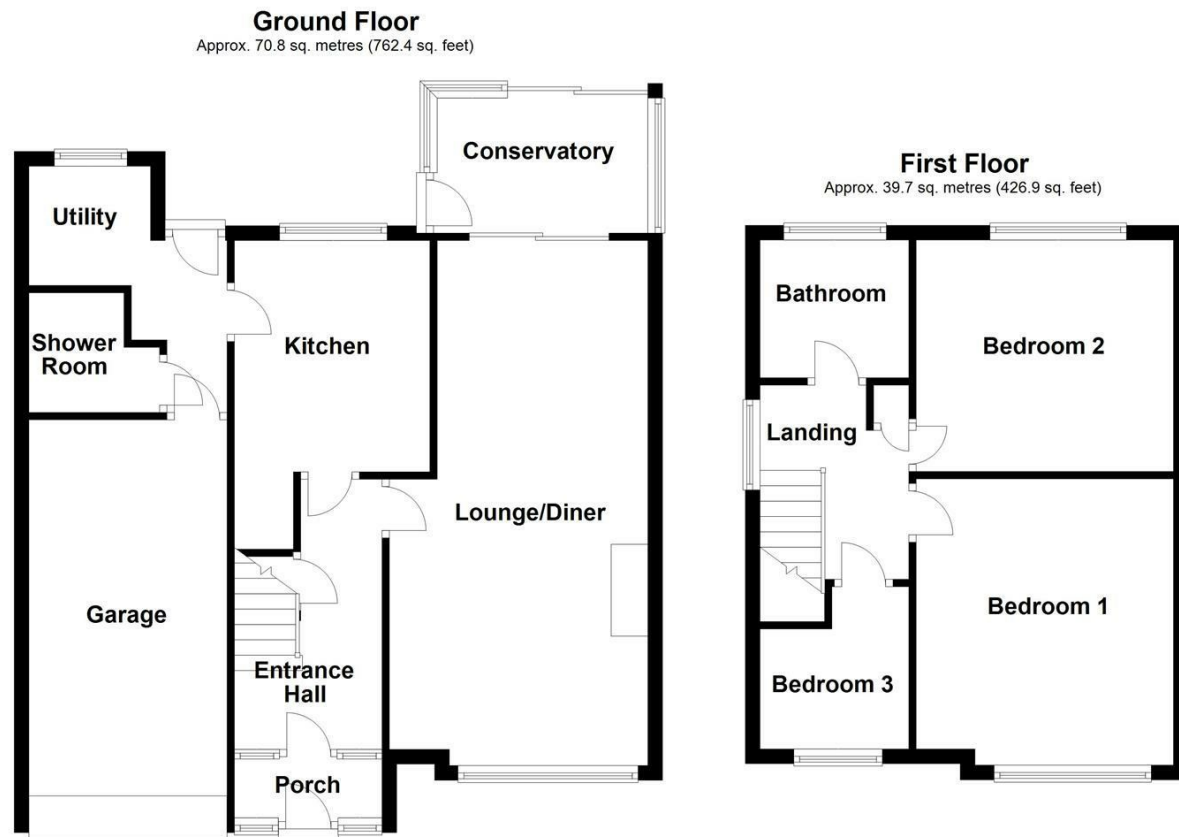 Ground Floor
Approx. 70.8 sq. metres (762.4 sq. feet)
Conservatory
Utility
Shower
Room
Kitchen
Lounge/Diner
Garage
Entrance
Hall
Porch
First Floor
Approx. 39.7 sq. metres (426.9 sq. feet)
Bathroom
Bedroom 2
Landing
Bedroom 1
Bedroom 3